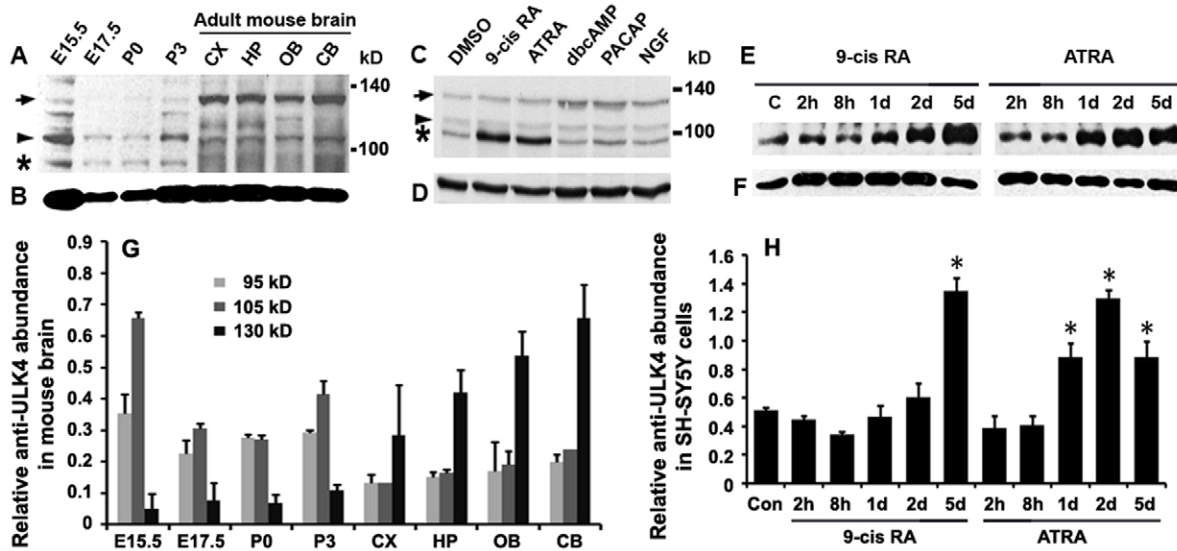 A
E15.5 E17.5 P0 P3
Adult mouse brain
CX HP OB CB
kD
140
100
*
B
C
DMSO 9-cis RA ATRA dbcAMP PACAP NGF
kD
140
100
*
D
E
9-cis RA
ATRA
C 2h 8h 1d 2d 5d
2h 8h 1d 2d 5d
F
G
Relative anti-ULK4 abundance
in mouse brain
0.9
0.8
0.7
0.6
0.5
0.4
0.3
0.2
0.1
0
95 kD
105 kD
130 kD
E15.5 E17.5 P0 P3 CX HP OB CB
H
Relative anti-ULK4 abundance
in SH-SY5Y cells
1.6
1.4
1.2
1.0
0.8
0.6
0.4
0.2
0
* * * *
Con 2h 8h 1d 2d 5d 2h 8h 1d 2d 5d
9-cis RA ATRA